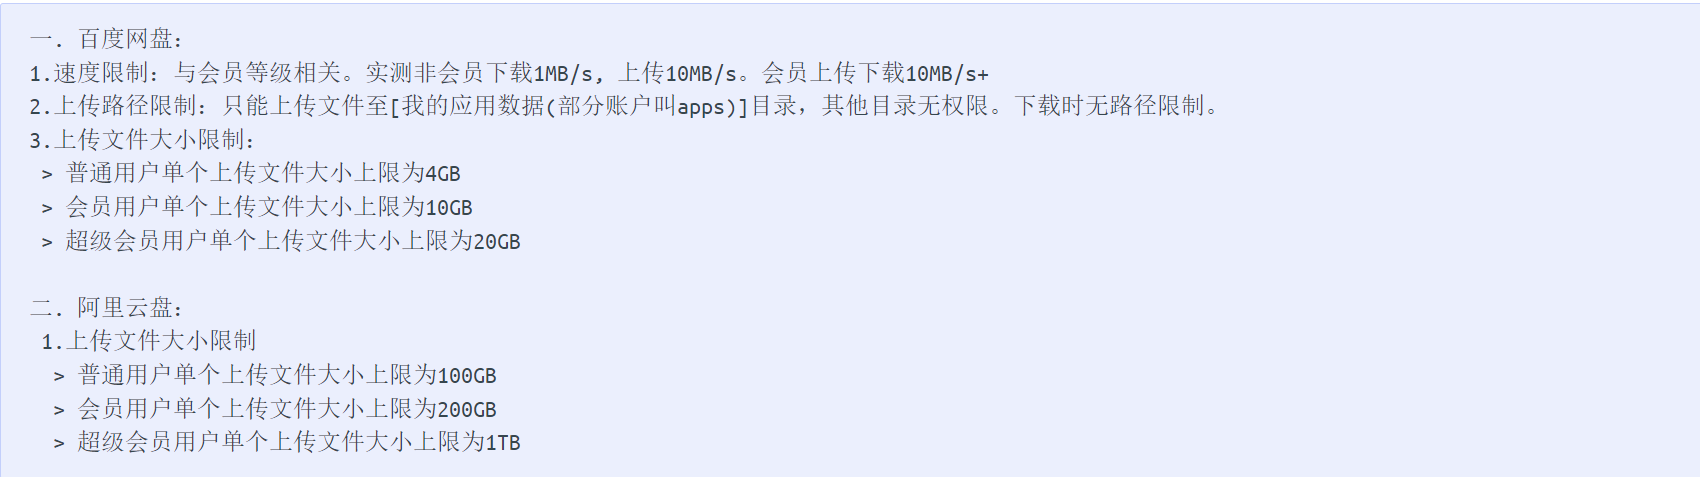 一. 百度网盘:
1.速度限制: 与会员等级相关。实测非会员下载1MB/s, 上传10MB/s。会员上传下载10MB/s+
2.上传路径限制: 只能上传文件至[我的应用数据(部分账户叫apps)]目录, 其他目录无权限。下载时无路径限制。
3.上传文件大小限制:
> 普通用户单个上传文件大小上限为4GB
> 会员用户单个上传文件大小上限为10GB
> 超级会员用户单个上传文件大小上限为20GB
二. 阿里云盘:
1.上传文件大小限制
> 普通用户单个上传文件大小上限为100GB
> 会员用户单个上传文件大小上限为200GB
> 超级会员用户单个上传文件大小上限为1TB